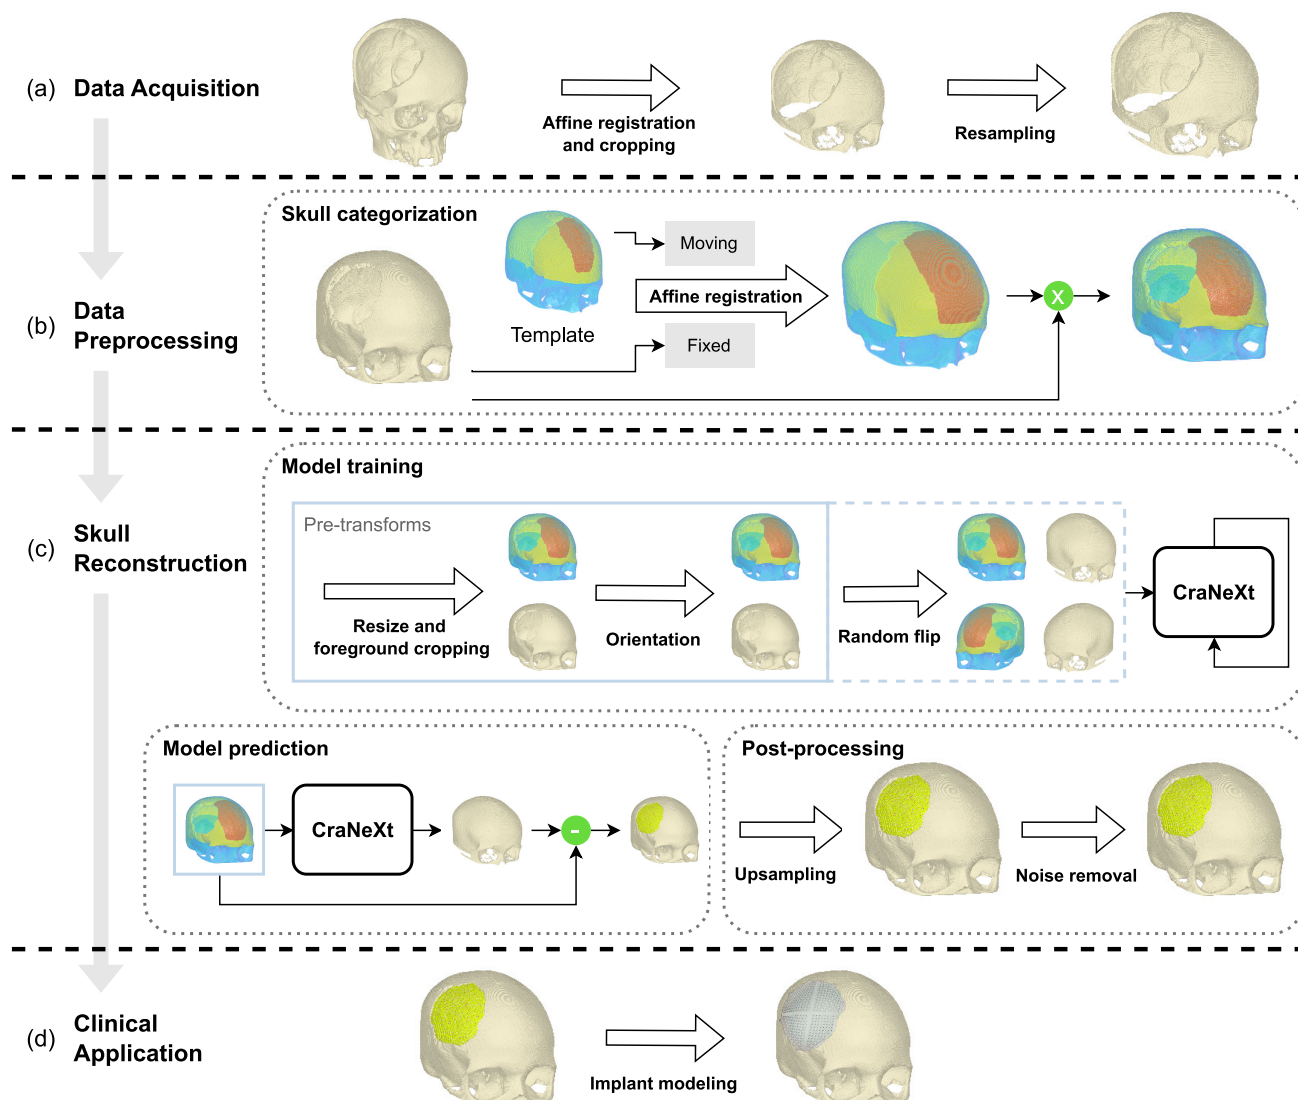 (a) Data Acquisition
Affine registration
and cropping
Resampling
Skull categorization
Moving
Affine registration
Template
Fixed
(b) Data
Preprocessing
X
Model training
Pre-transforms
(c) Skull
Reconstruction
Resize and
foreground cropping
Orientation
Random flip
CraNeXt
Model prediction
CraNeXt
-
Post-processing
Upsampling
Noise removal
(d) Clinical
Application
Implant modeling